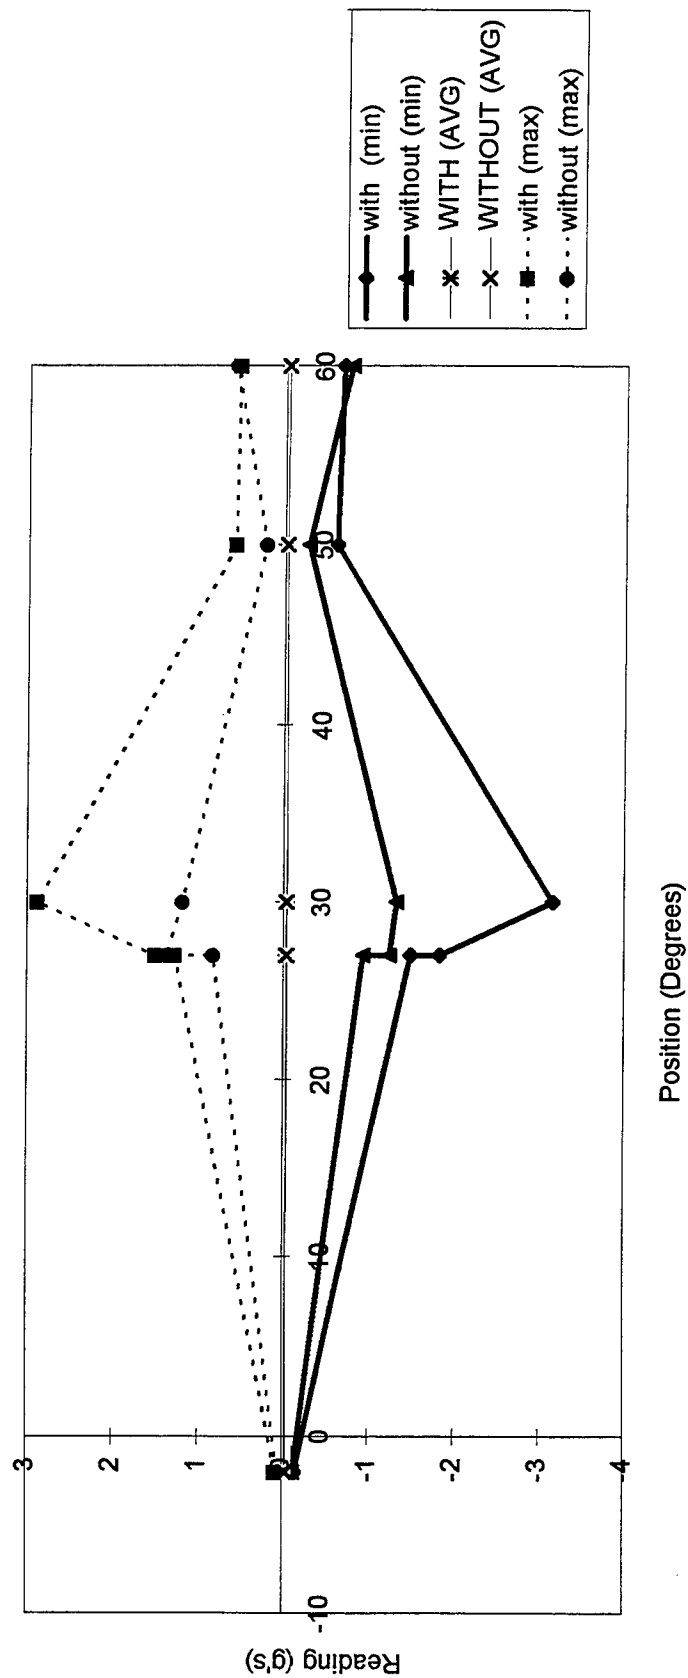 Reading (g's)
3
2
1
0
-1
-2
-3
-4
-10
0
10
20
30
40
50
60
Position (Degrees)
with (min)
without (min)
WITH (AVG)
WITHOUT (AVG)
with (max)
without (max)